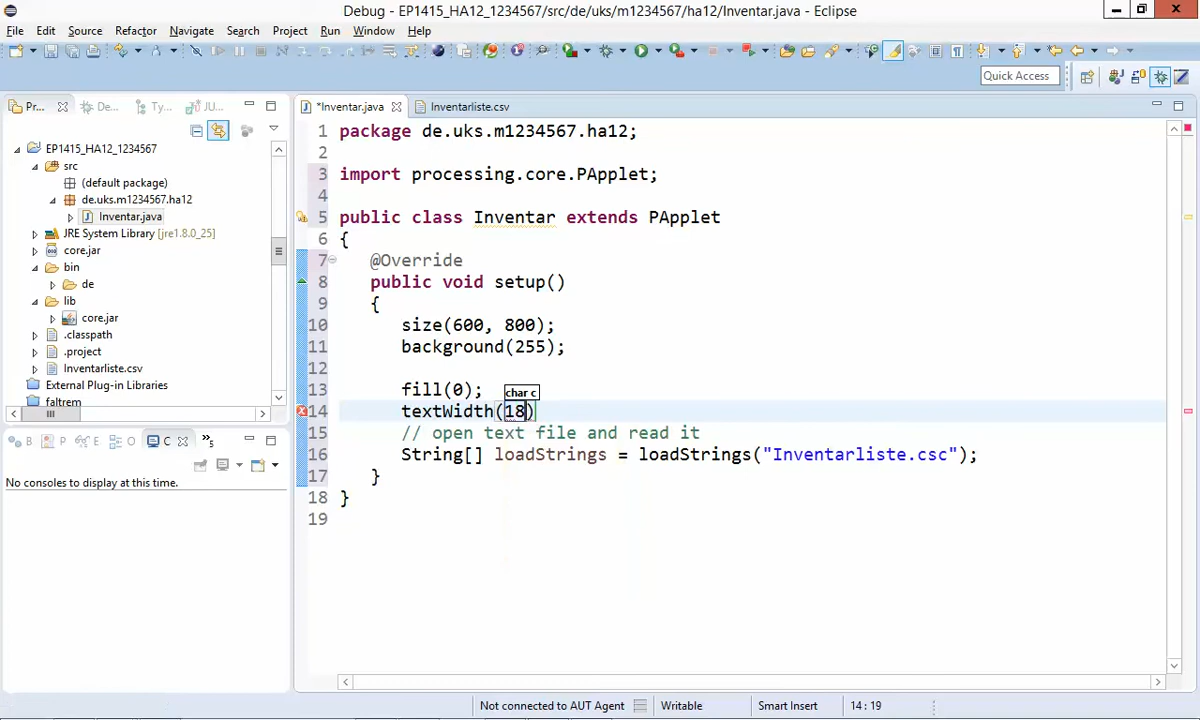 Debug - EP1415_HA12_1234567/src/de/uks/m1234567/ha12/Inventar.java - Eclipse
File Edit Source Refactor Navigate Search Project Run Window Help
Quick Access
Pr... De... Ty... JU...
*Inventar.java Inventarliste.csv
EP1415_HA12_1234567
src
(default package)
de.uks.m1234567.ha12
Inventar.java
JRE System Library [jre1.8.0_25]
core.jar
bin
de
lib
core.jar
.classpath
.project
Inventarliste.csv
External Plug-in Libraries
faltrem
1 package de.uks.m1234567.ha12;
2
3 import processing.core.PApplet;
4
5 public class Inventar extends PApplet
6 {
7 @Override
8 public void setup()
9 {
10 size(600, 800);
11 background(255);
12
13 fill(0);
char c
14 textWidth(18)
15 // open text file and read it
16 String[] loadStrings = loadStrings("Inventarliste.csc");
17 }
18 }
19
B P E O C »5
No consoles to display at this time.
Not connected to AUT Agent Writable Smart Insert 14 : 19